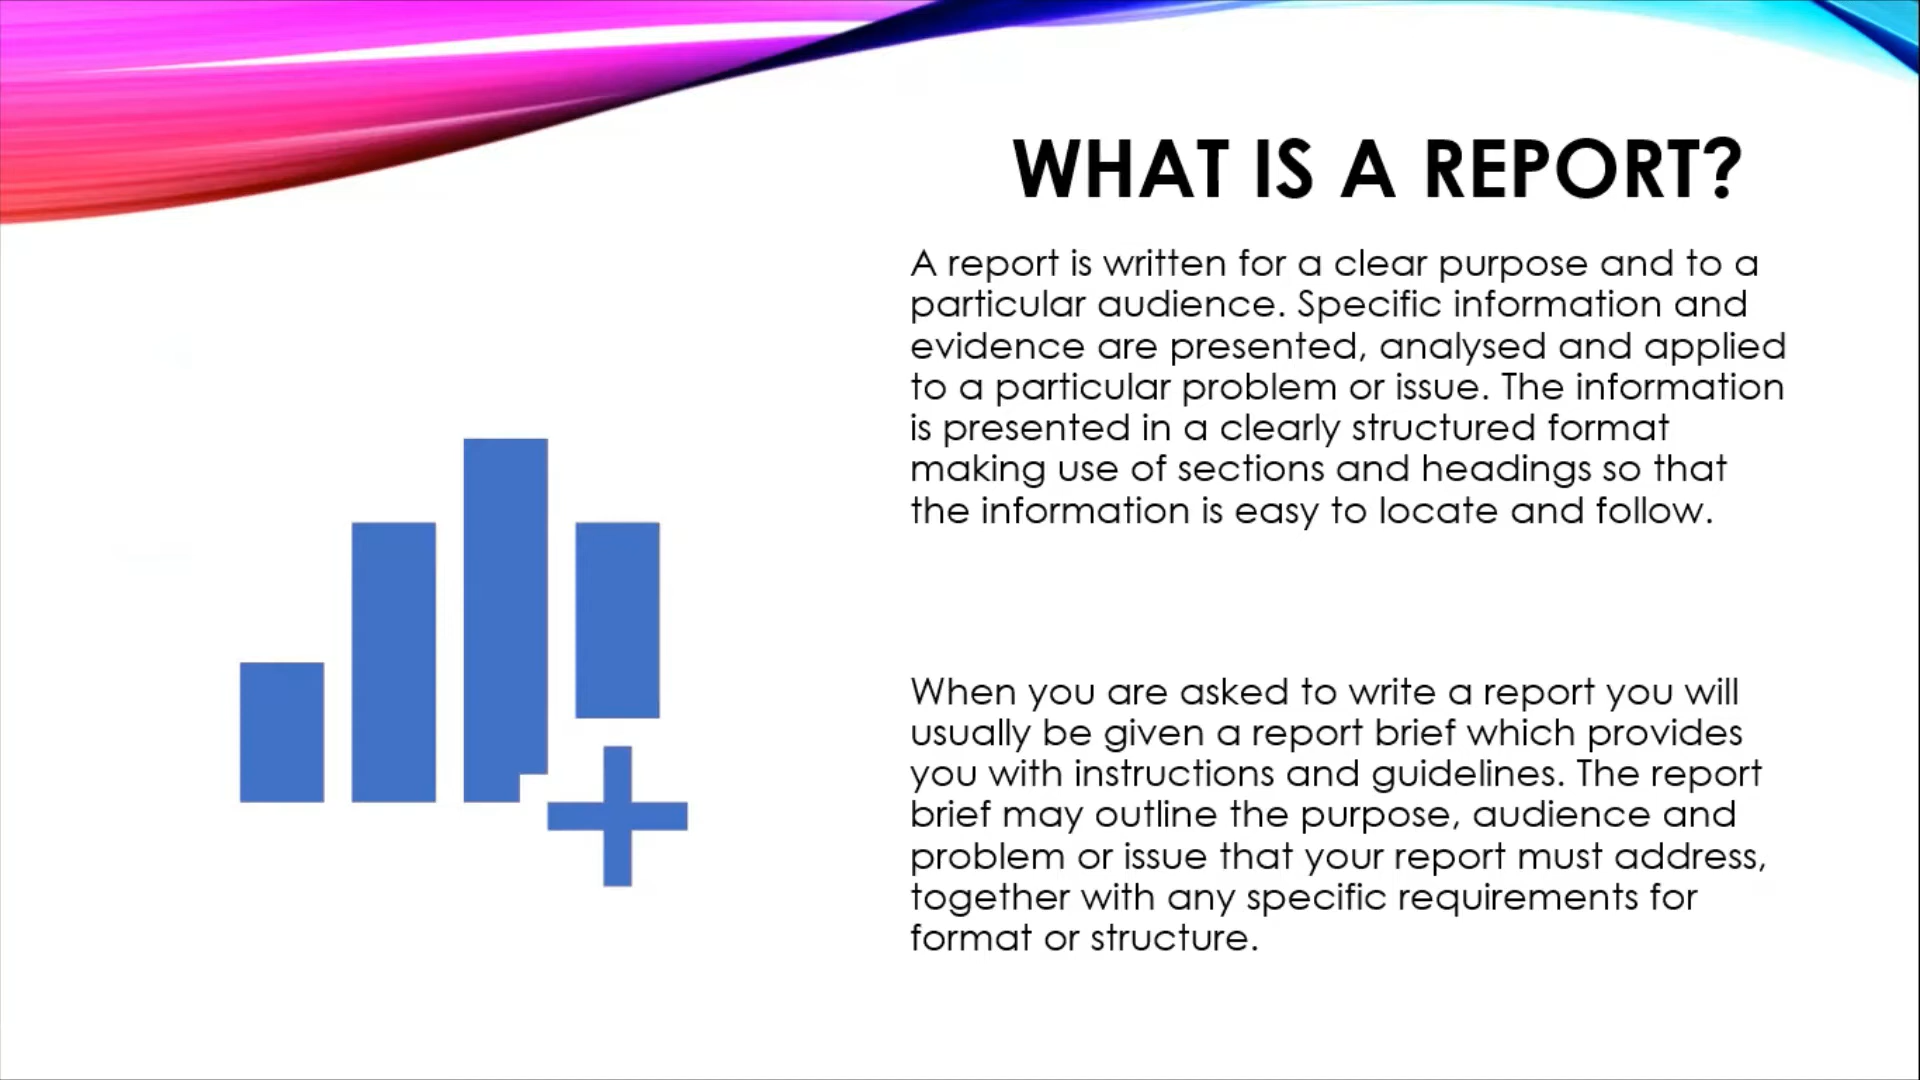 WHAT IS A REPORT?
A report is written for a clear purpose and to a
particular audience. Specific information and
evidence are presented, analysed and applied
to a particular problem or issue. The information
is presented in a clearly structured format
making use of sections and headings so that
the information is easy to locate and follow.
When you are asked to write a report you will
usually be given a report brief which provides
you with instructions and guidelines. The report
brief may outline the purpose, audience and
problem or issue that your report must address,
together with any specific requirements for
format or structure.